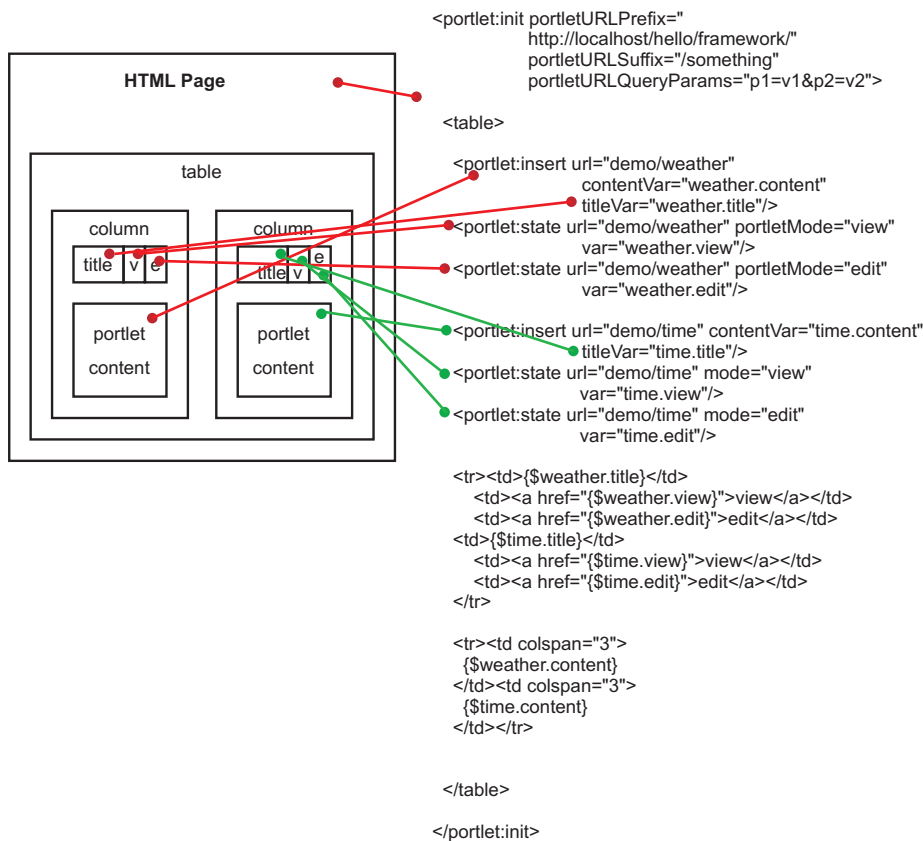 HTML Page
table
column
title v e
portlet
content
column
title v e
portlet
content
<portlet:init portletURLPrefix="
http://localhost/hello/framework/"
portletURLSuffix="/something"
portletURLQueryParams="p1=v1&p2=v2">
<table>
<portlet:insert url="demo/weather"
contentVar="weather.content"
titleVar="weather.title"/>
<portlet:state url="demo/weather" portletMode="view"
var="weather.view"/>
<portlet:state url="demo/weather" portletMode="edit"
var="weather.edit"/>
<portlet:insert url="demo/time" contentVar="time.content"
titleVar="time.title"/>
<portlet:state url="demo/time" mode="view"
var="time.view"/>
<portlet:state url="demo/time" mode="edit"
var="time.edit"/>
<tr><td>{$weather.title}</td>
<td><a href="{$weather.view}">view</a></td>
<td><a href="{$weather.edit}">edit</a></td>
<td>{$time.title}</td>
<td><a href="{$time.view}">view</a></td>
<td><a href="{$time.edit}">edit</a></td>
</tr>
<tr><td colspan="3">
{$weather.content}
</td><td colspan="3">
{$time.content}
</td></tr>
</table>
</portlet:init>